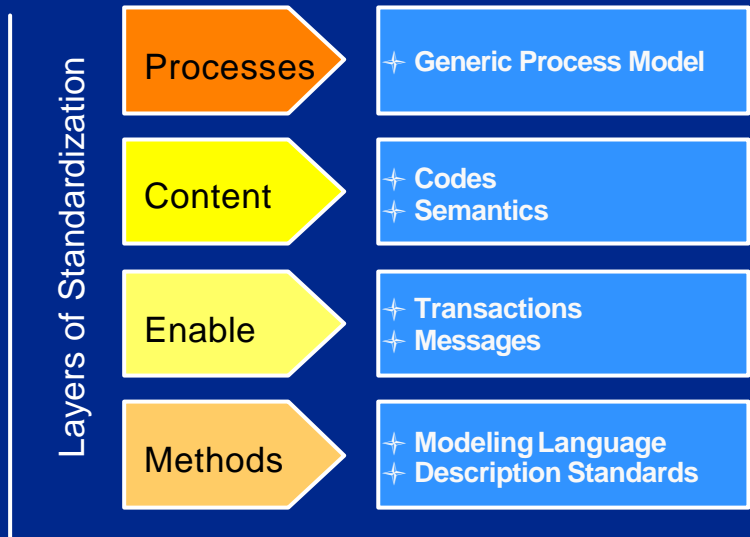 Layers of Standardization
Processes
Generic Process Model
Content
Codes
Semantics
Enable
Transactions
Messages
Methods
Modeling Language
Description Standards